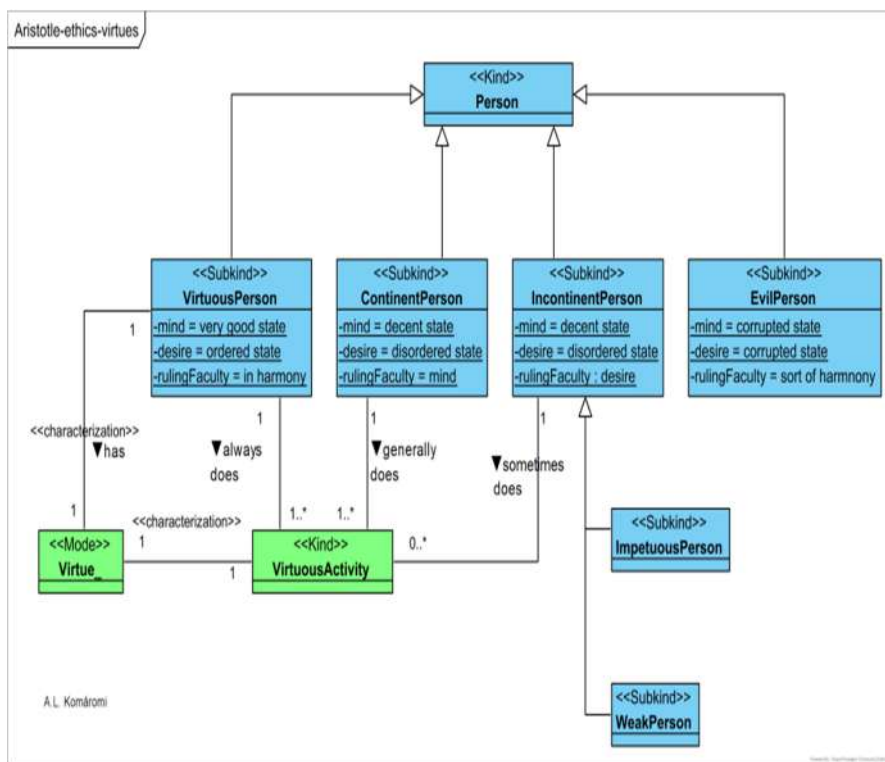 Aristotle-ethics-virtues
<<Kind>>
Person
<<Subkind>>
VirtuousPerson
-mind = very good state
-desire = ordered state
-rulingFaculty = in harmony
<<Subkind>>
ContinentPerson
-mind = decent state
-desire = disordered state
-rulingFaculty = mind
<<Subkind>>
IncontinentPerson
-mind = decent state
-desire = disordered state
-rulingFaculty : desire
<<Subkind>>
EvilPerson
-mind = corrupted state
-desire = corrupted state
-rulingFaculty = sort of harmnony
1
<<characterization>>
▼has
1
1
▼always
does
1..*
1
▼generally
does
1..*
1
▼sometimes
does
0..*
<<characterization>>
1
1
<<Mode>>
Virtue_
<<Kind>>
VirtuousActivity
<<Subkind>>
ImpetuousPerson
<<Subkind>>
WeakPerson
A.L. Komáromi